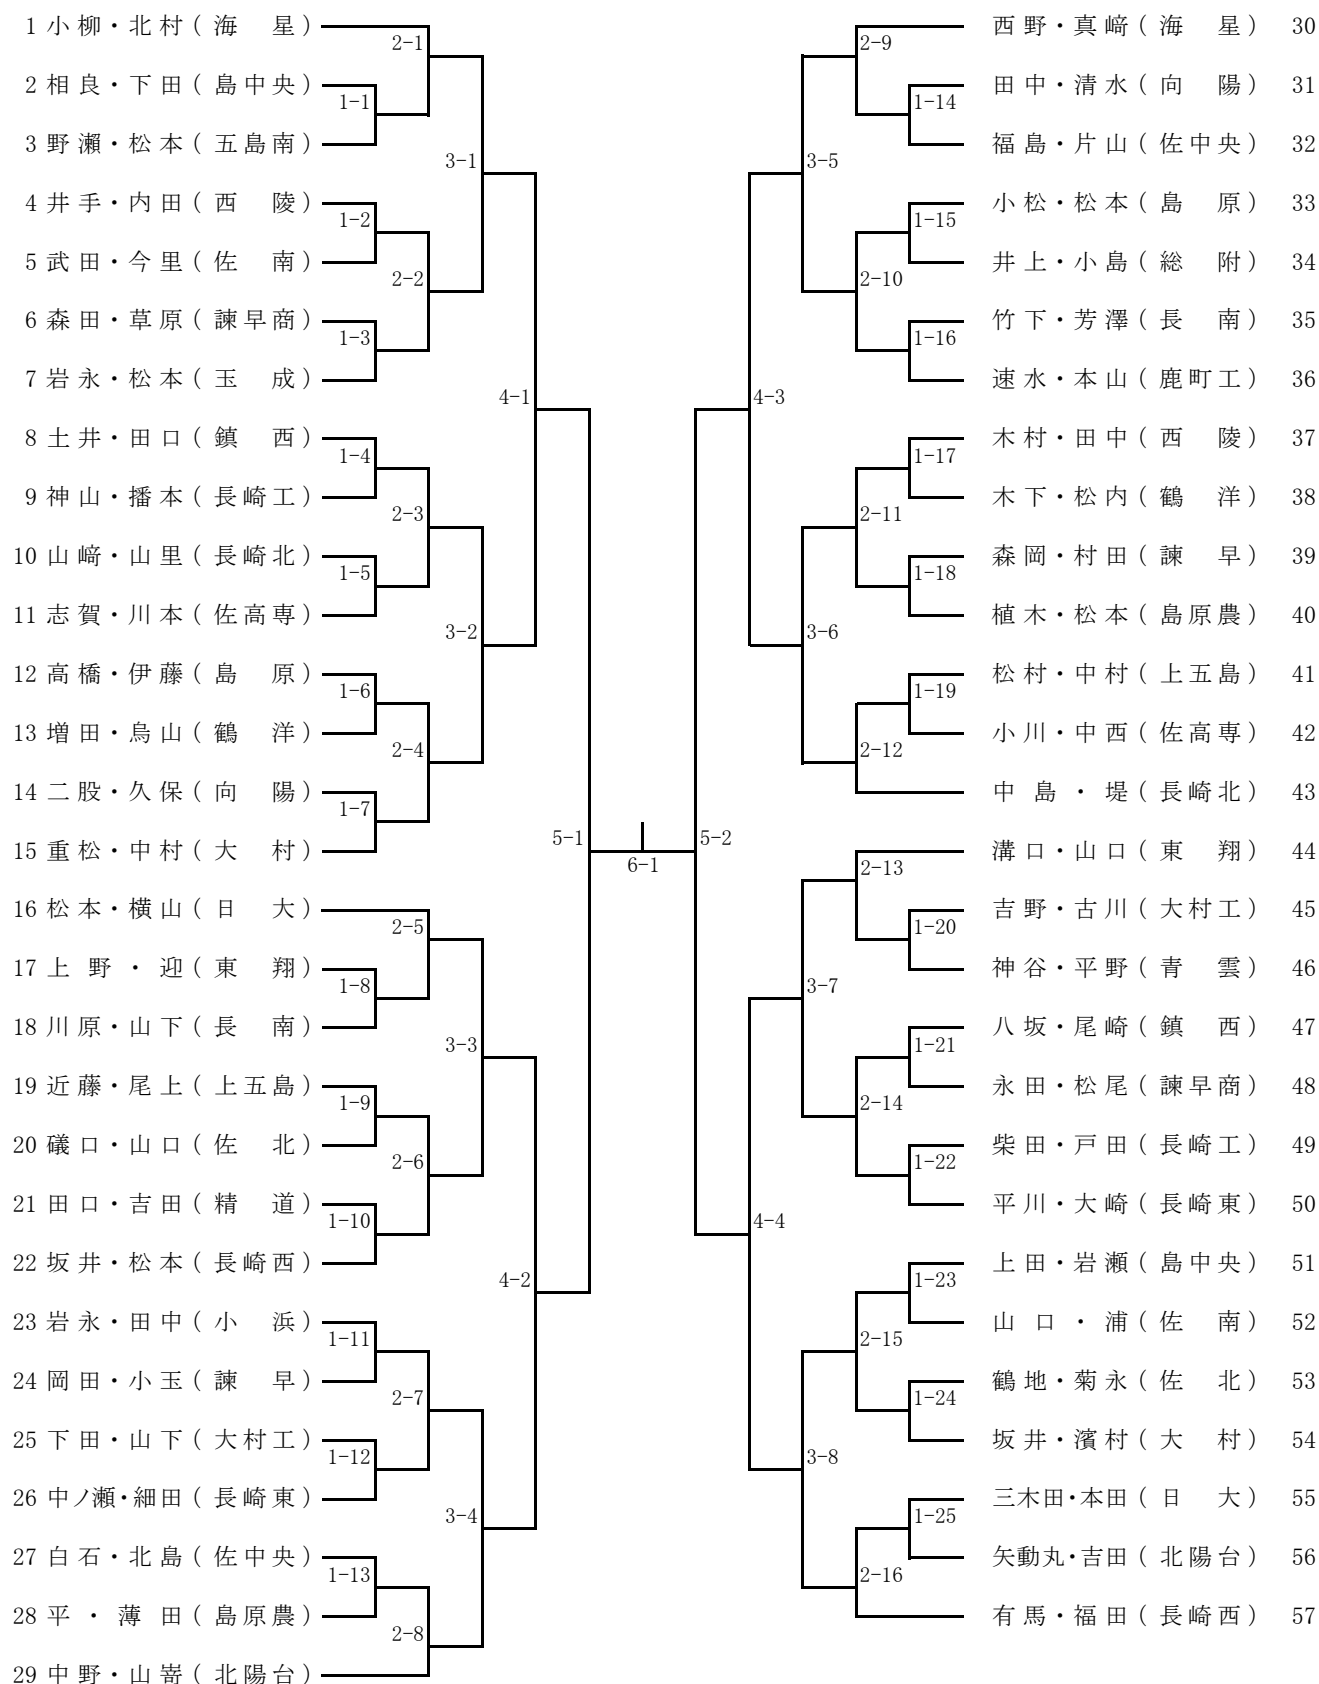 1 小柳・北村(海 星)
2 相良・下田(島中央)
3 野瀬・松本(五島南)
4 井手・内田(西 陵)
5 武田・今里(佐 南)
6 森田・草原(諫早商)
7 岩永・松本(玉 成)
8 土井・田口(鎮 西)
9 神山・播本(長崎工)
10 山﨑・山里(長崎北)
11 志賀・川本(佐高専)
12 高橋・伊藤(島 原)
13 増田・烏山(鶴 洋)
14 二股・久保(向 陽)
15 重松・中村(大 村)
16 松本・横山(日 大)
17 上野・迎(東 翔)
18 川原・山下(長 南)
19 近藤・尾上(上五島)
20 礒口・山口(佐 北)
21 田口・吉田(精 道)
22 坂井・松本(長崎西)
23 岩永・田中(小 浜)
24 岡田・小玉(諫 早)
25 下田・山下(大村工)
26 中ノ瀬・細田(長崎東)
27 白石・北島(佐中央)
28 平・薄田(島原農)
29 中野・山嵜(北陽台)
1-1
1-2
1-3
1-4
1-5
1-6
1-7
1-8
1-9
1-10
1-11
1-12
1-13
2-1
2-2
2-3
2-4
2-5
2-6
2-7
2-8
3-1
3-2
3-3
3-4
4-1
4-2
5-1
6-1
5-2
4-3
4-4
3-5
3-6
3-7
3-8
2-9
2-10
2-11
2-12
2-13
2-14
2-15
2-16
1-14
1-15
1-16
1-17
1-18
1-19
1-20
1-21
1-22
1-23
1-24
1-25
西野・真﨑(海 星) 30
田中・清水(向 陽) 31
福島・片山(佐中央) 32
小松・松本(島 原) 33
井上・小島(総 附) 34
竹下・芳澤(長 南) 35
速水・本山(鹿町工) 36
木村・田中(西 陵) 37
木下・松内(鶴 洋) 38
森岡・村田(諫 早) 39
植木・松本(島原農) 40
松村・中村(上五島) 41
小川・中西(佐高専) 42
中島・堤(長崎北) 43
溝口・山口(東 翔) 44
吉野・古川(大村工) 45
神谷・平野(青 雲) 46
八坂・尾崎(鎮 西) 47
永田・松尾(諫早商) 48
柴田・戸田(長崎工) 49
平川・大崎(長崎東) 50
上田・岩瀬(島中央) 51
山口・浦(佐 南) 52
鶴地・菊永(佐 北) 53
坂井・濱村(大 村) 54
三木田・本田(日 大) 55
矢動丸・吉田(北陽台) 56
有馬・福田(長崎西) 57